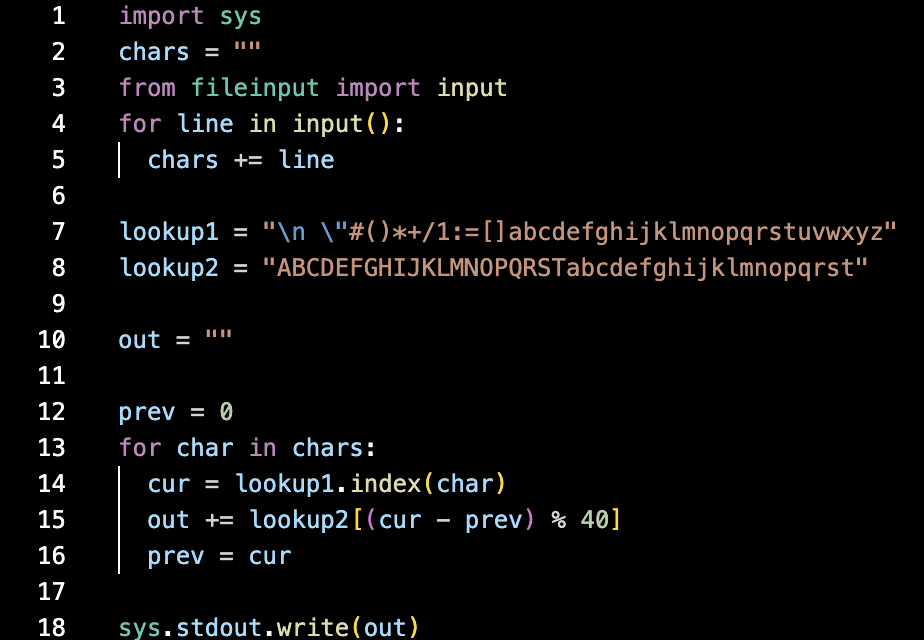 1 import sys
2 chars = ""
3 from fileinput import input
4 for line in input():
5   chars += line
6
7 lookup1 = "\n \"#()*+/1:=[]abcdefghijklmnopqrstuvwxyz"
8 lookup2 = "ABCDEFGHIJKLMNOPQRSTabcdefghijklmnopqrst"
9
10 out = ""
11
12 prev = 0
13 for char in chars:
14   cur = lookup1.index(char)
15   out += lookup2[(cur - prev) % 40]
16   prev = cur
17
18 sys.stdout.write(out)